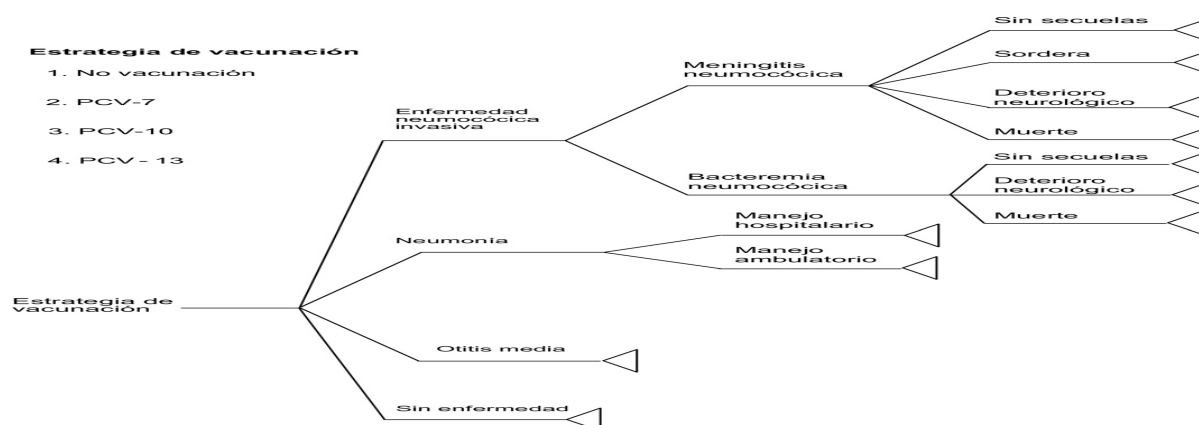 Estrategia de vacunación
1. No vacunación
2. PCV-7
3. PCV-10
4. PCV - 13
Estrategia de
vacunación
Enfermedad
neumocócica
invasiva
Meningitis
neumocócica
Sin secuelas
Sordera
Deterioro
neurológico
Muerte
Bacteremia
neumocócica
Sin secuelas
Deterioro
neurológico
Muerte
Neumonía
Manejo
hospitalario
Manejo
ambulatorio
Otitis media
Sin enfermedad